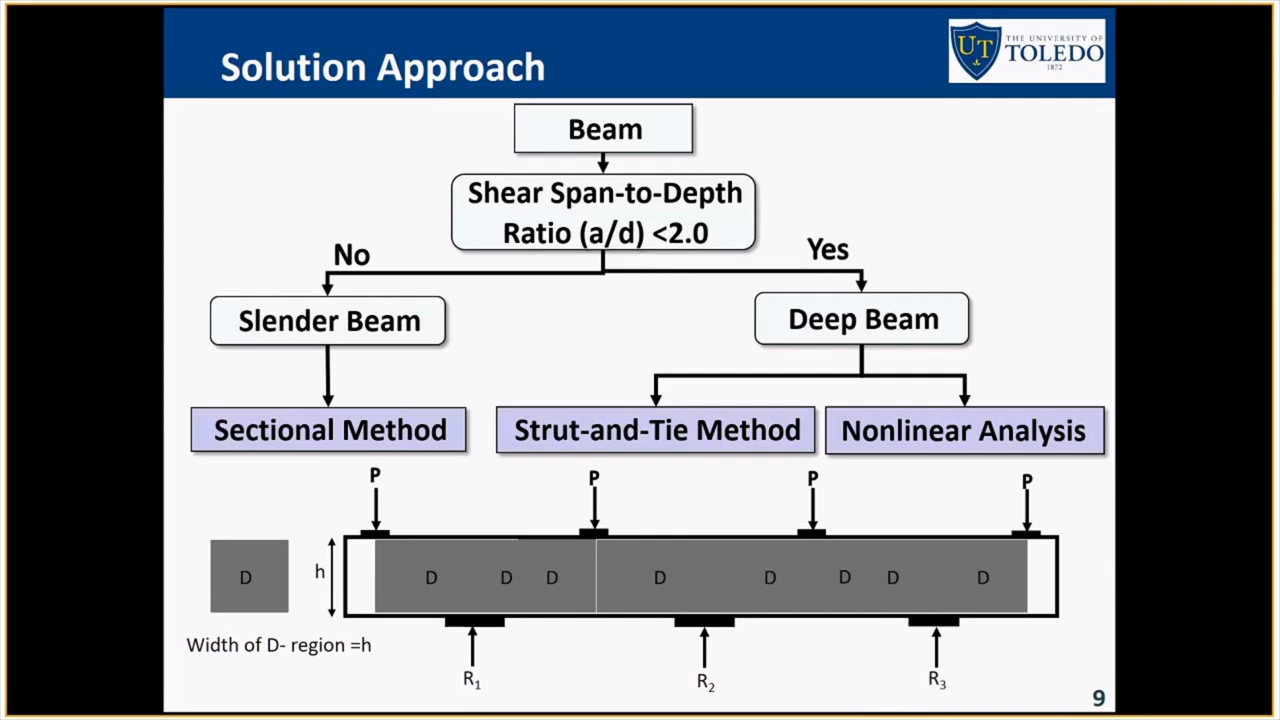 Solution Approach
UT
THE UNIVERSITY OF
TOLEDO
1872
Beam
Shear Span-to-Depth
Ratio (a/d) <2.0
No
Yes
Slender Beam
Deep Beam
Sectional Method
Strut-and-Tie Method
Nonlinear Analysis
P
P
P
P
D
h
D
D
D
D
D
D
D
D
Width of D- region =h
R1
R2
R3
9